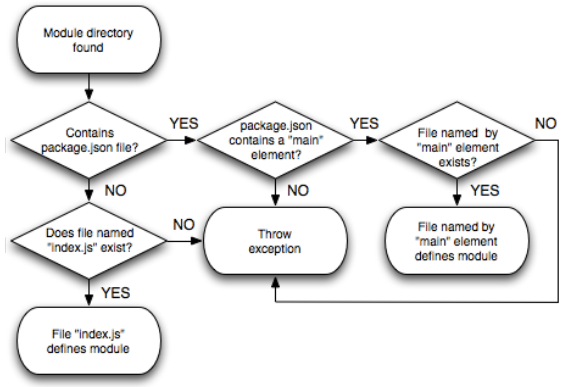 Module directory
found
Contains
package.json file?
YES
package.json
contains a "main"
element?
YES
File named by
"main" element
exists?
NO
NO
NO
YES
Does file named
"index.js" exist?
NO
Throw
exception
File named by
"main" element
defines module
YES
File "index.js"
defines module